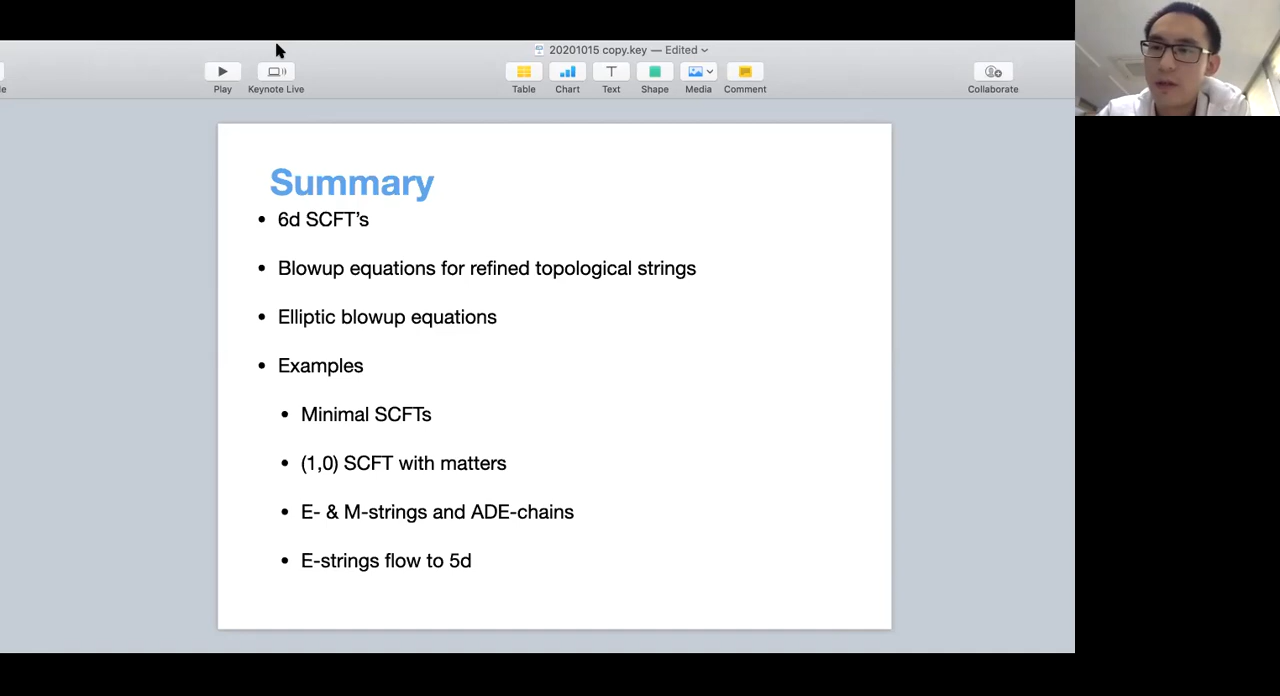 20201015 copy.key — Edited
le
Play
Keynote Live
Table
Chart
Text
Shape
Media
Comment
Collaborate
Summary
• 6d SCFT's
• Blowup equations for refined topological strings
• Elliptic blowup equations
• Examples
• Minimal SCFTs
• (1,0) SCFT with matters
• E- & M-strings and ADE-chains
• E-strings flow to 5d